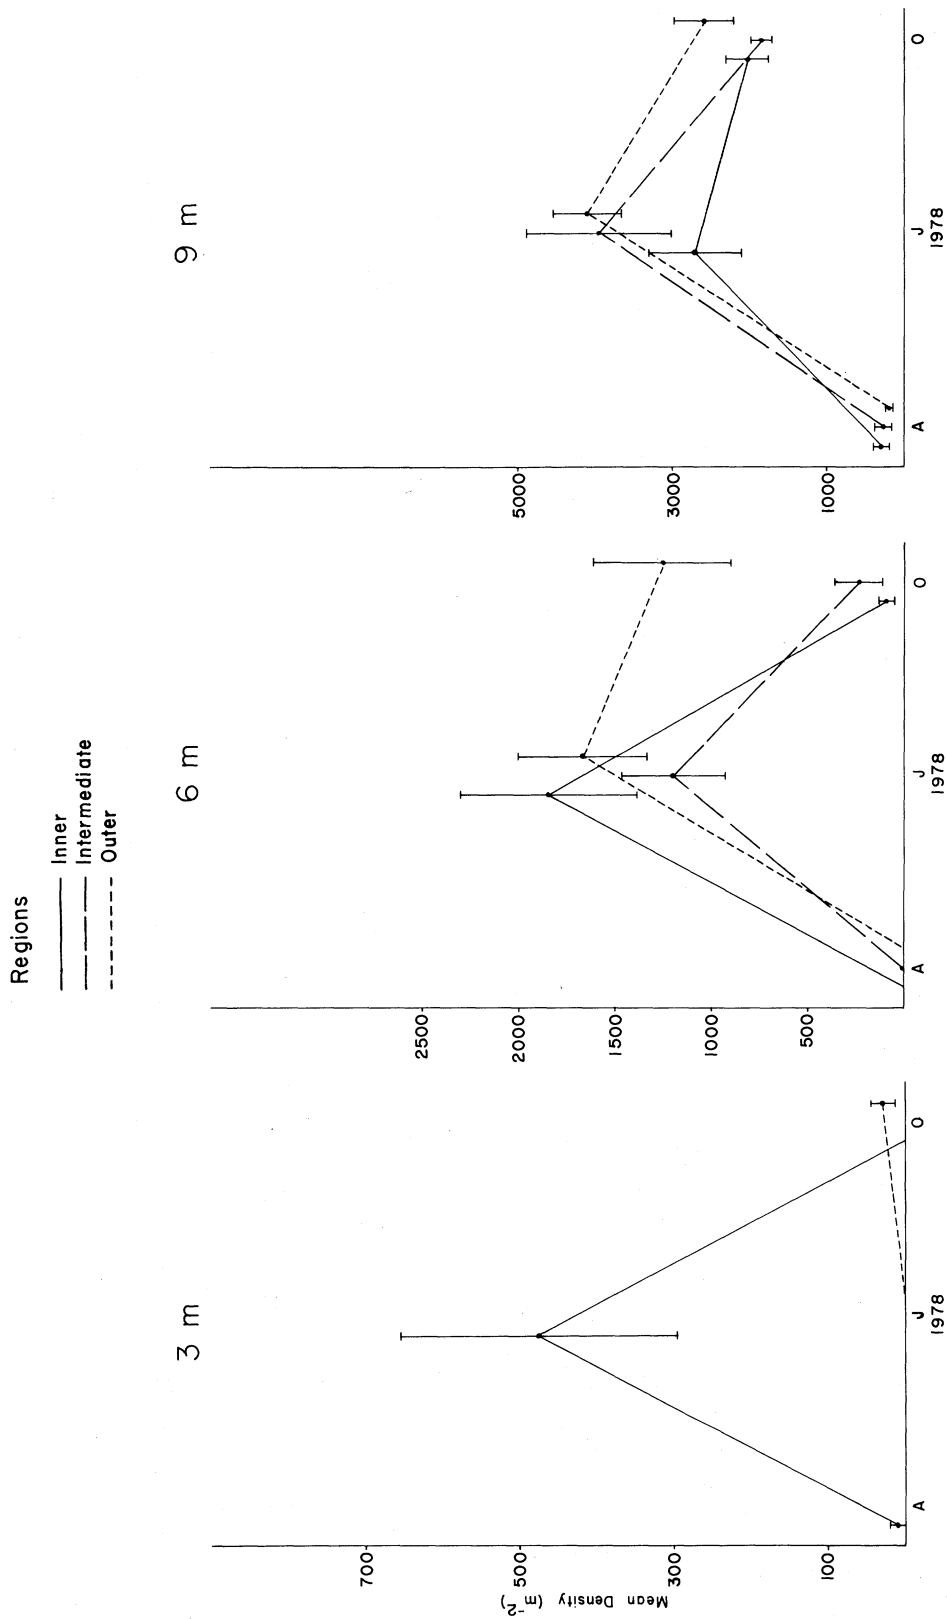 Regions
Inner
Intermediate
Outer
3 m
6 m
9 m
Mean Density (m⁻²)
700
500
300
100
A
J
O
1978
2500
2000
1500
1000
500
A
J
O
1978
5000
3000
1000
A
J
O
1978